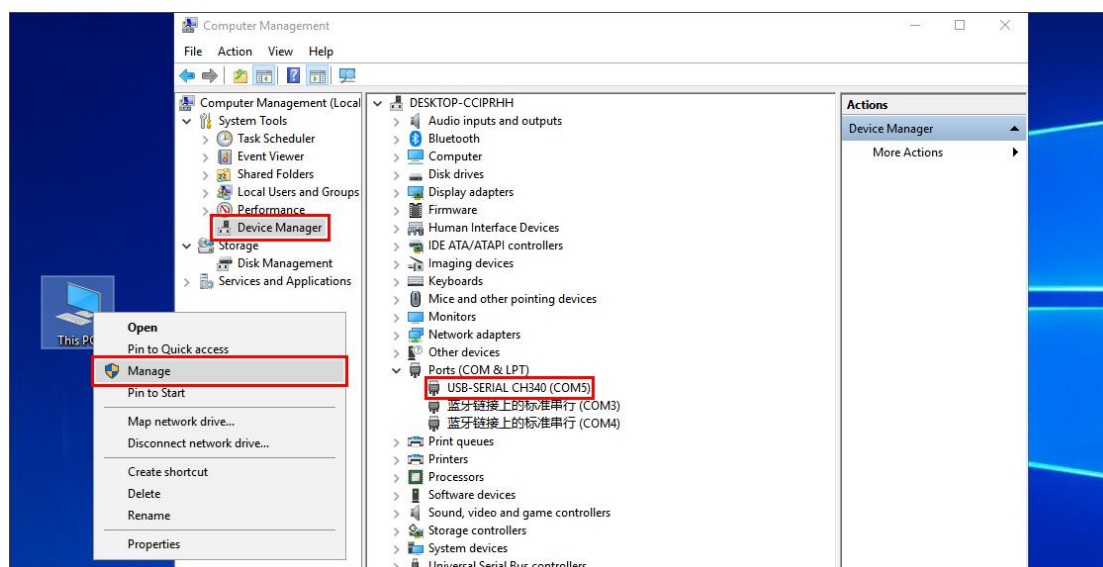 Computer Management
File Action View Help
Computer Management (Local
System Tools
Task Scheduler
Event Viewer
Shared Folders
Local Users and Groups
Performance
Device Manager
Storage
Disk Management
Services and Applications
DESKTOP-CCIPRHH
Audio inputs and outputs
Bluetooth
Computer
Disk drives
Display adapters
Firmware
Human Interface Devices
IDE ATA/ATAPI controllers
Imaging devices
Keyboards
Mice and other pointing devices
Monitors
Network adapters
Other devices
Ports (COM & LPT)
USB-SERIAL CH340 (COM5)
蓝牙链接上的标准串行 (COM3)
蓝牙链接上的标准串行 (COM4)
Print queues
Printers
Processors
Software devices
Sound, video and game controllers
Storage controllers
System devices
Universal Serial Bus controllers
Actions
Device Manager
More Actions
This PC
Open
Pin to Quick access
Manage
Pin to Start
Map network drive...
Disconnect network drive...
Create shortcut
Delete
Rename
Properties